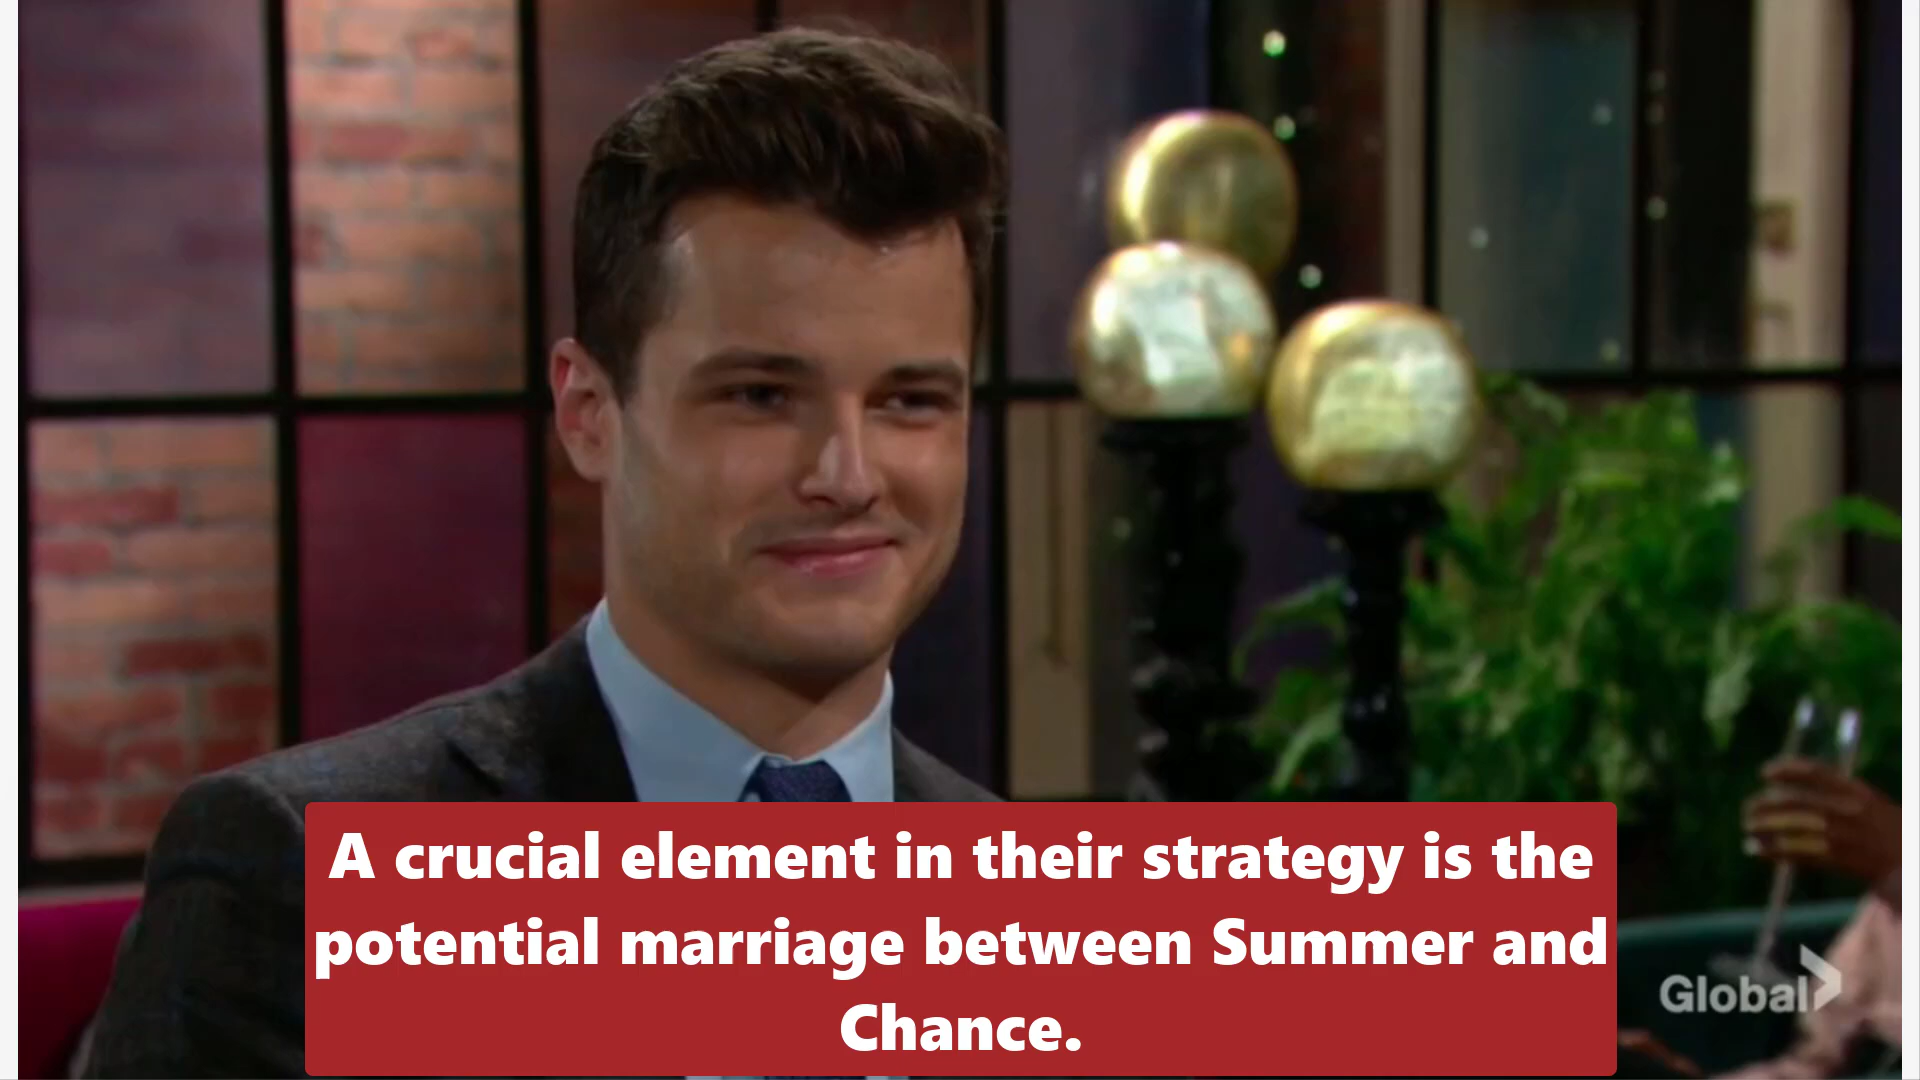 A crucial element in their strategy is the
potential marriage between Summer and
Chance.
Global